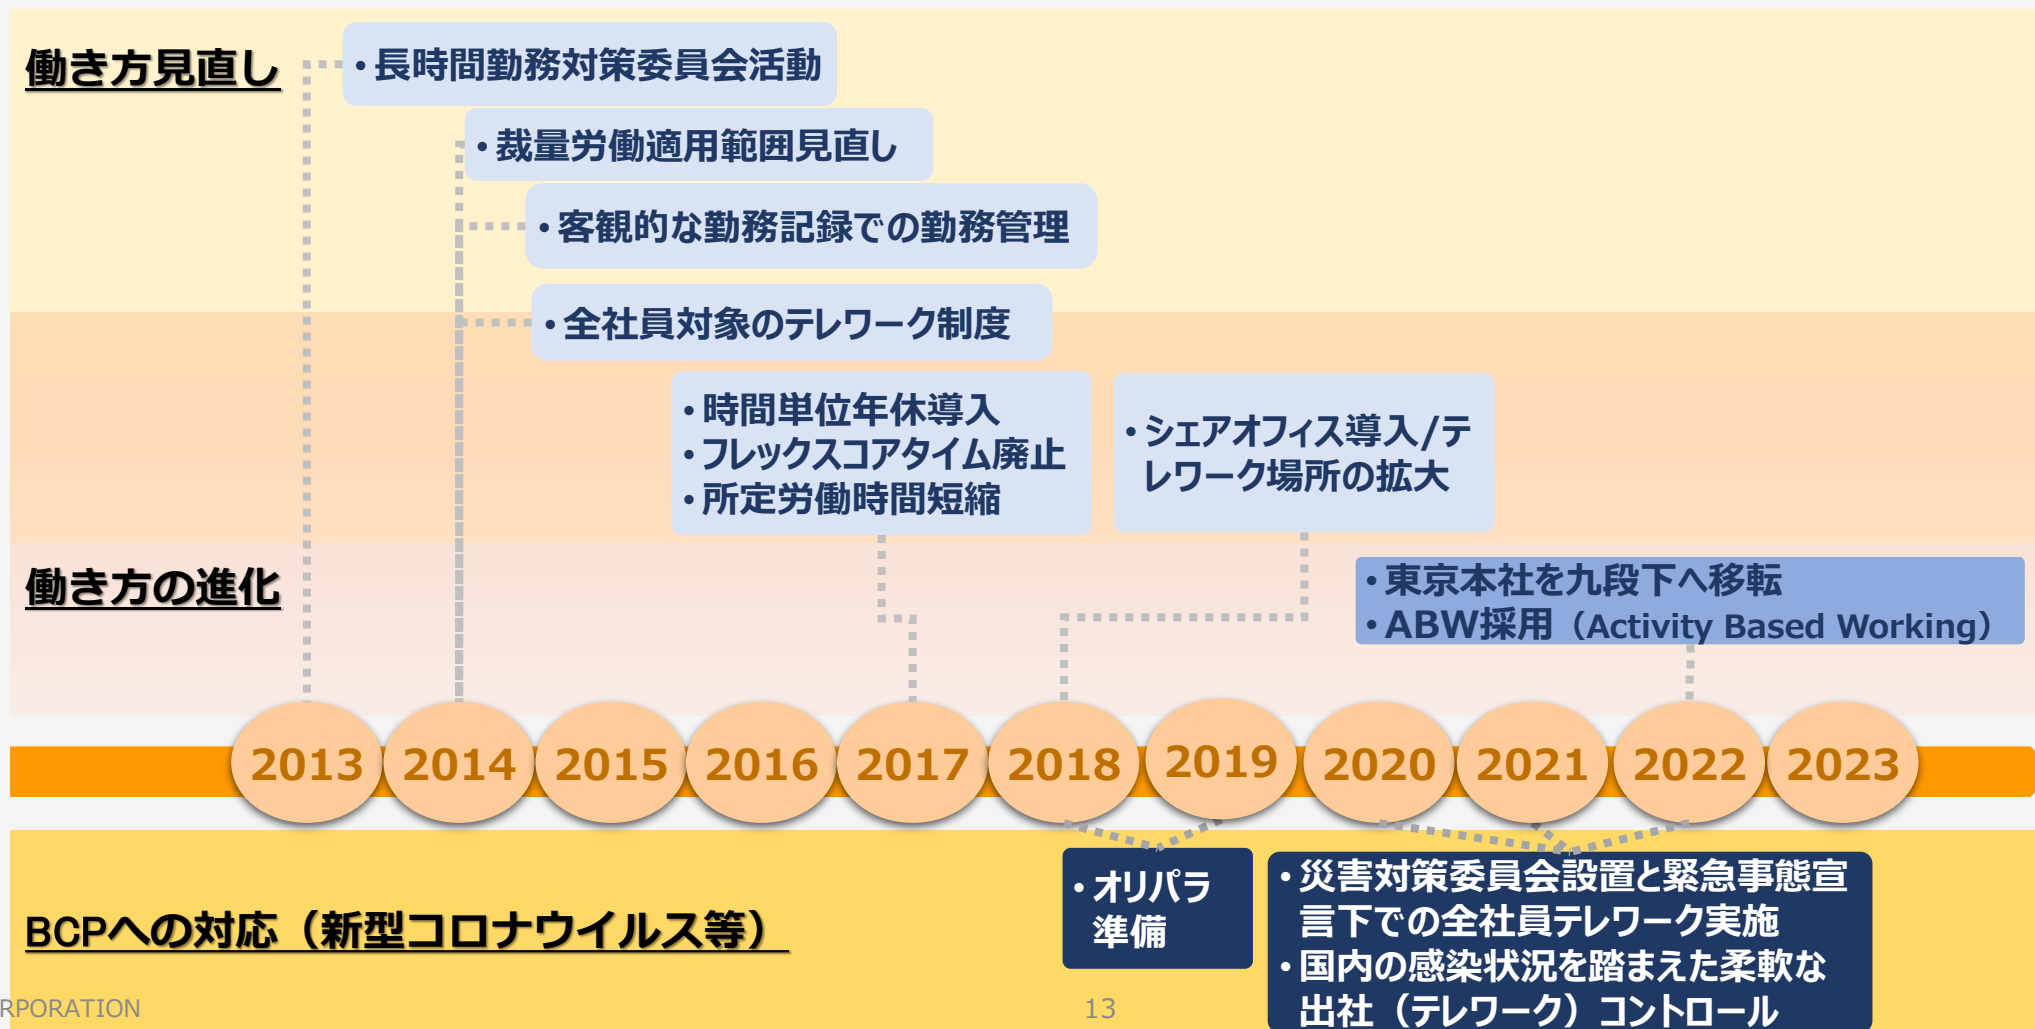 働き方見直し
・長時間勤務対策委員会活動
・裁量労働適用範囲見直し
・客観的な勤務記録での勤務管理
・全社員対象のテレワーク制度
・時間単位年休導入
・フレックスコアタイム廃止
・所定労働時間短縮
・シェアオフィス導入/テ
レワーク場所の拡大
働き方の進化
・東京本社を九段下へ移転
・ABW採用（Activity Based Working）
2013 2014 2015 2016 2017 2018 2019 2020 2021 2022 2023
BCPへの対応（新型コロナウイルス等）
・オリパラ
準備
・災害対策委員会設置と緊急事態宣
言下での全社員テレワーク実施
・国内の感染状況を踏まえた柔軟な
出社（テレワーク）コントロール
RPORATION
13